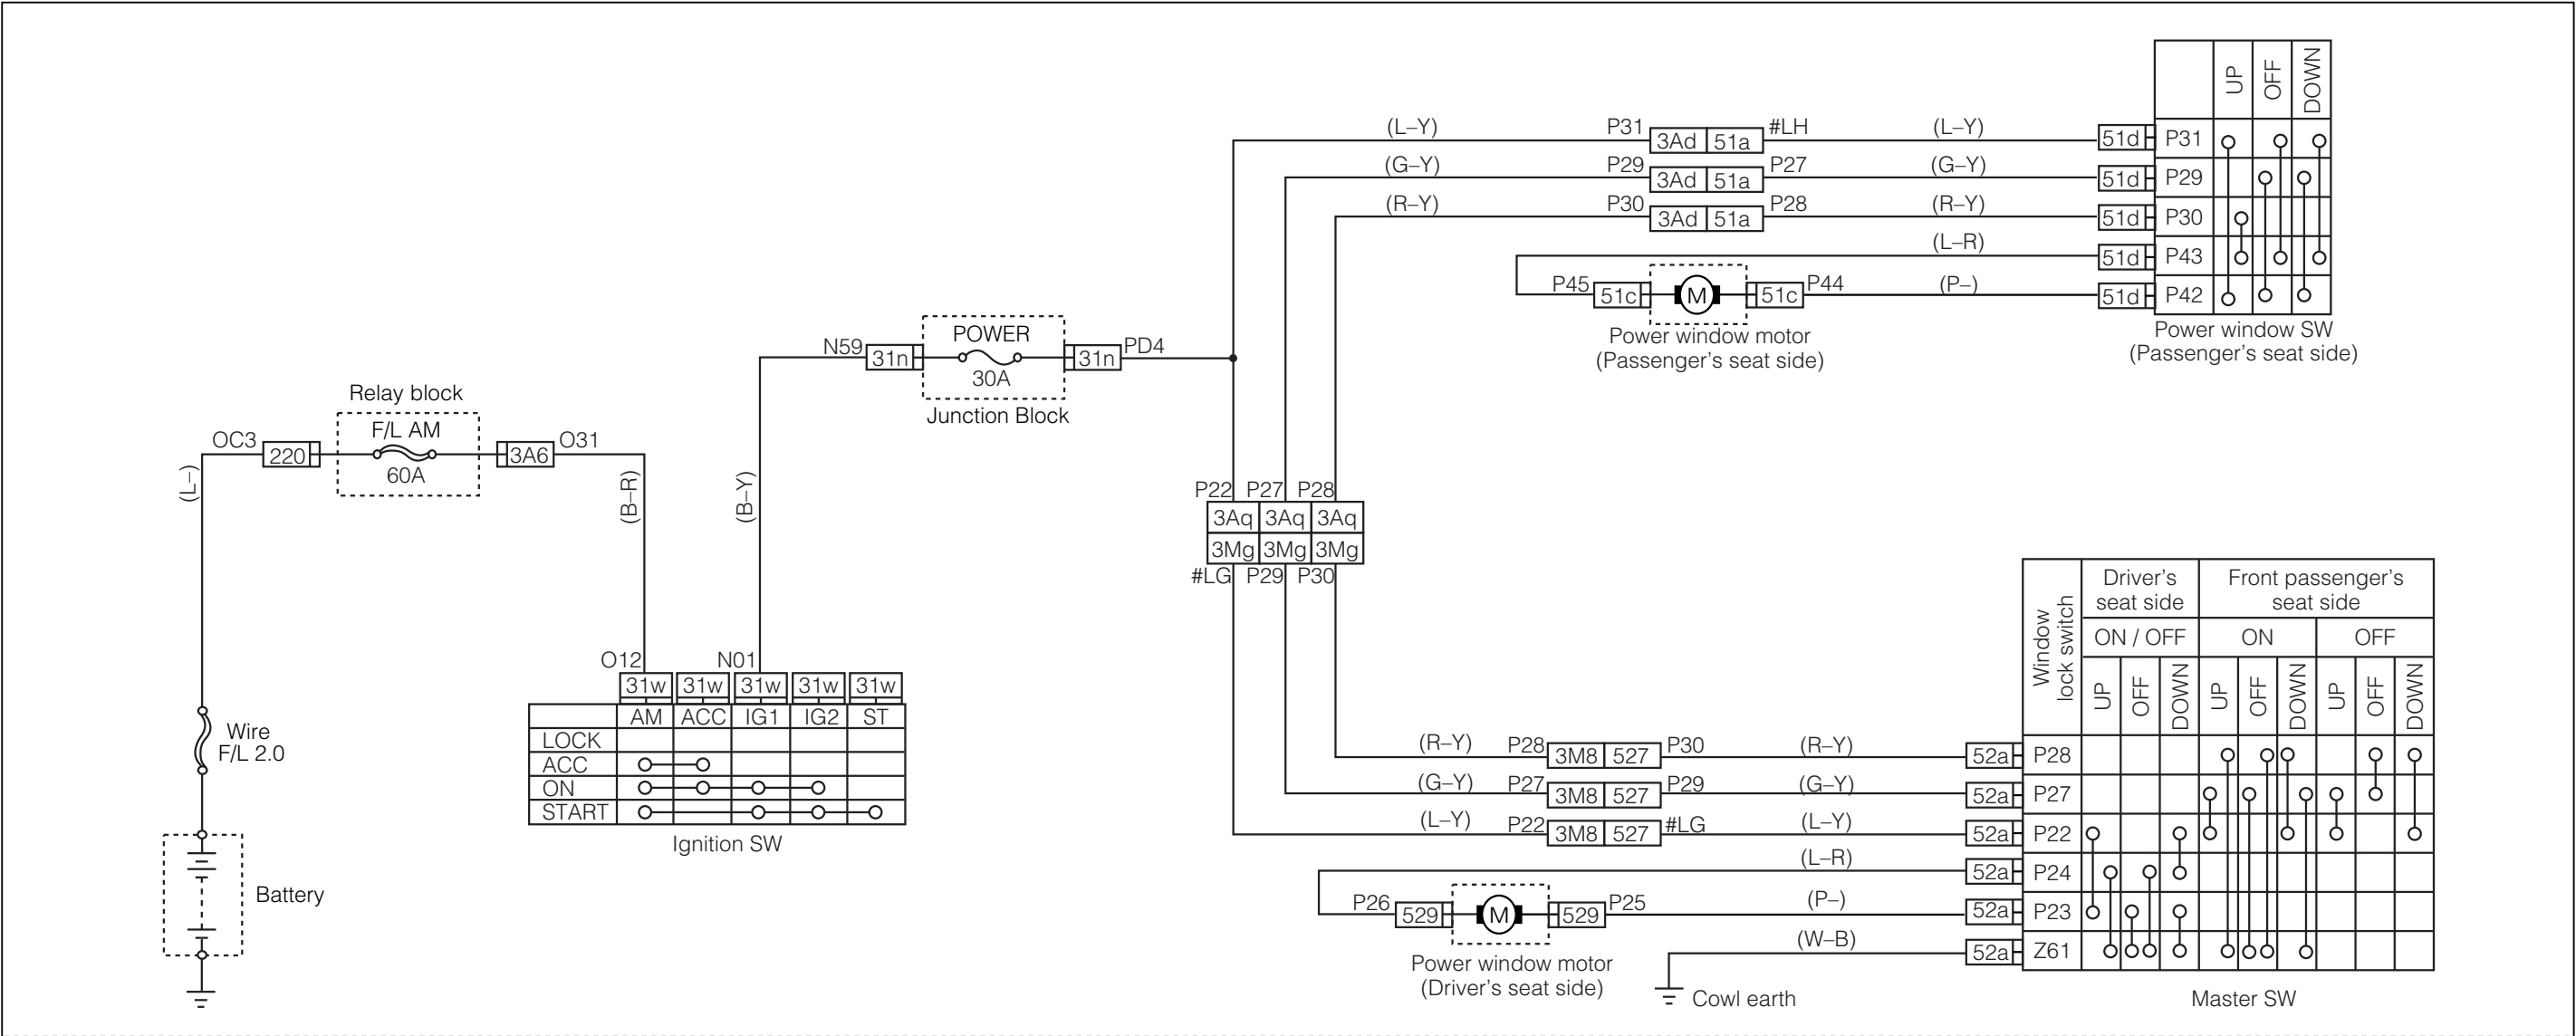 UP OFF DOWN
(L–Y) P31 3Ad 51a #LH (L–Y) 51d P31
(G–Y) P29 3Ad 51a P27 (G–Y) 51d P29
(R–Y) P30 3Ad 51a P28 (R–Y) 51d P30
(L–R) 51d P43
P45 51c M 51c P44 (P–) 51d P42
Power window motor
(Passenger's seat side)
Power window SW
(Passenger's seat side)
N59 31n POWER 31n PD4
30A
Junction Block
Relay block
OC3 220 F/L AM 3A6 O31
60A
(L–) (B–R) (B–Y)
P22 P27 P28
3Aq 3Aq 3Aq
3Mg 3Mg 3Mg
#LG P29 P30
O12 N01
31w 31w 31w 31w 31w
AM ACC IG1 IG2 ST
LOCK
ACC
ON
START
Ignition SW
Wire
F/L 2.0
Battery
Window
lock switch
Driver's
seat side
Front passenger's
seat side
ON / OFF ON OFF
UP OFF DOWN UP OFF DOWN UP OFF DOWN
(R–Y) P28 3M8 527 P30 (R–Y) 52a P28
(G–Y) P27 3M8 527 P29 (G–Y) 52a P27
(L–Y) P22 3M8 527 #LG (L–Y) 52a P22
(L–R) 52a P24
P26 529 M 529 P25 (P–) 52a P23
(W–B) 52a Z61
Power window motor
(Driver's seat side)
Cowl earth
Master SW